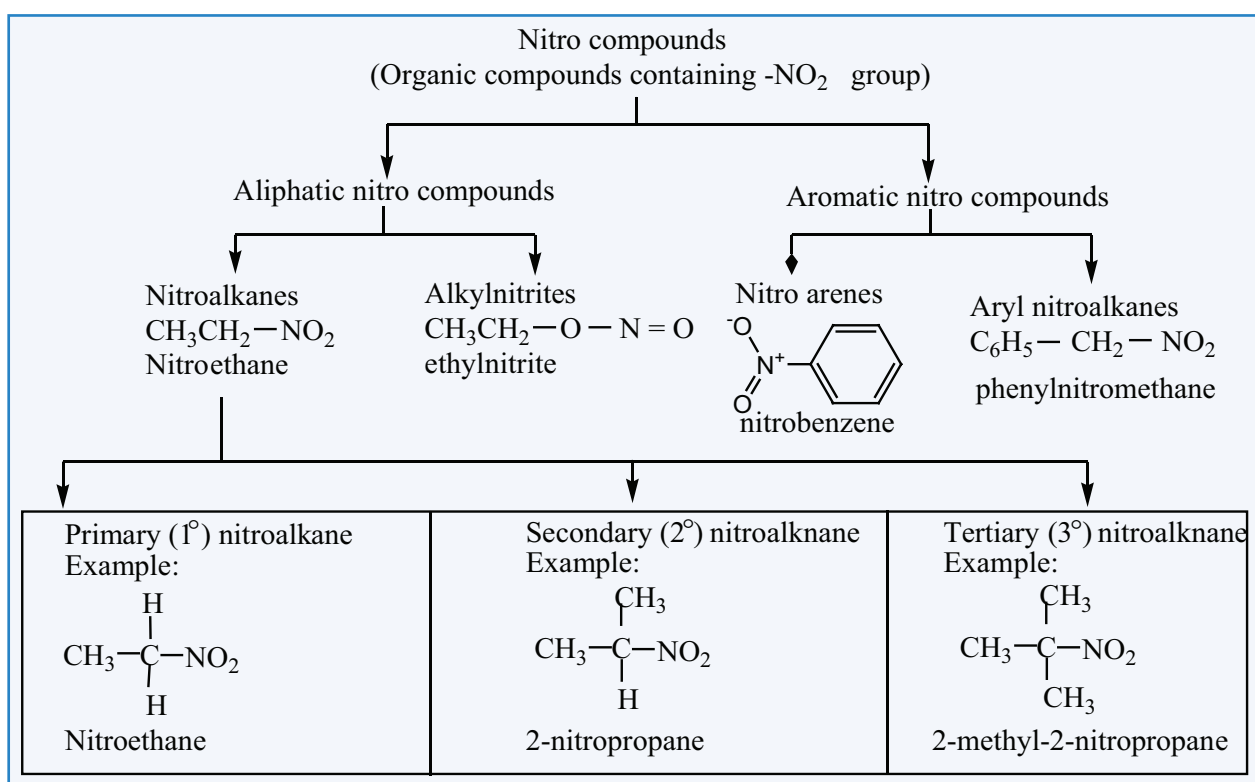 Nitro compounds
(Organic compounds containing -NO₂ group)
Aliphatic nitro compounds
Aromatic nitro compounds
Nitroalkanes
CH₃CH₂—NO₂
Nitroethane
Alkylnitrites
CH₃CH₂—O—N=O
ethylnitrite
Nitro arenes
⁻O
N⁺
O
nitrobenzene
Aryl nitroalkanes
C₆H₅— CH₂— NO₂
phenylnitromethane
Primary (1°) nitroalkane
Example:
H
CH₃—C—NO₂
H
Nitroethane
Secondary (2°) nitroalknane
Example:
CH₃
CH₃—C—NO₂
H
2-nitropropane
Tertiary (3°) nitroalknane
Example:
CH₃
CH₃—C—NO₂
CH₃
2-methyl-2-nitropropane